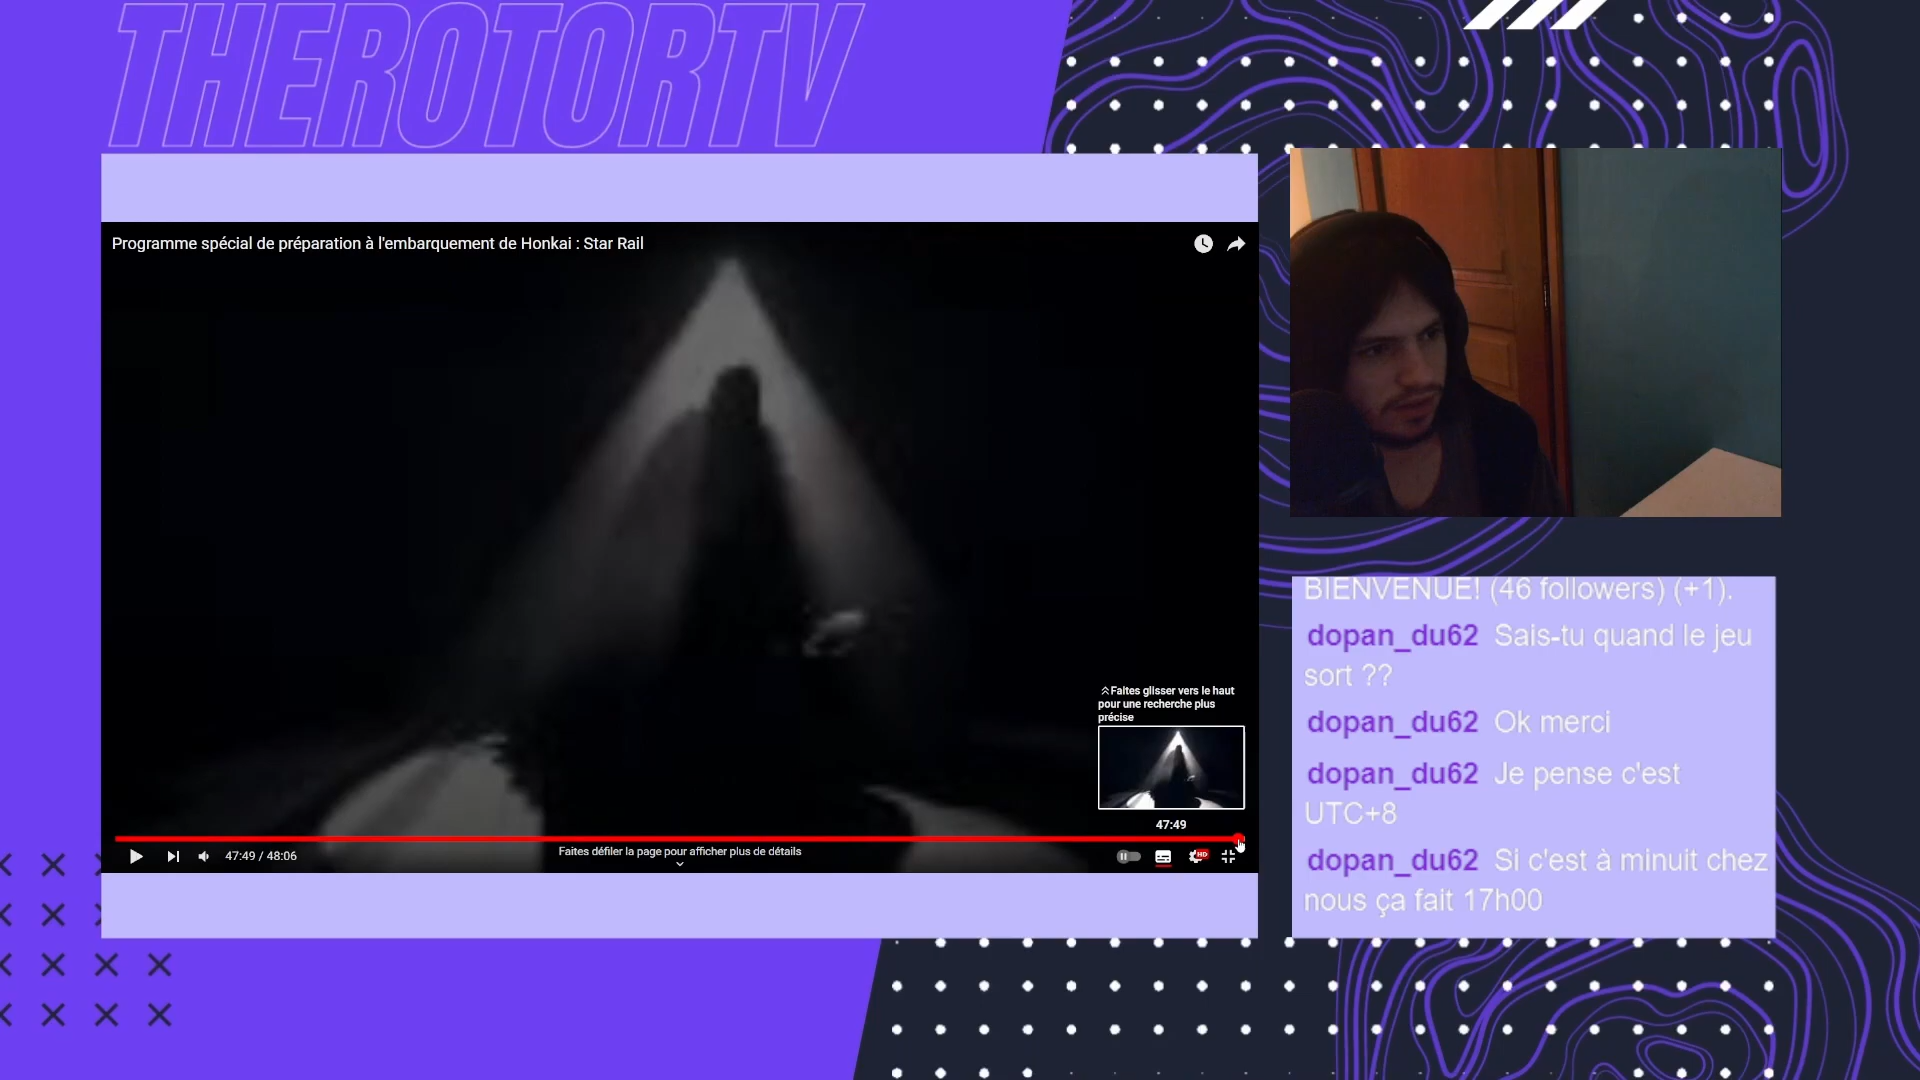 THEROTORTV
Programme spécial de préparation à l'embarquement de Honkai : Star Rail
Faites glisser vers le haut
pour une recherche plus
précise
47:49
47:49 / 48:06
Faites défiler la page pour afficher plus de détails
HD
BIENVENUE! (46 followers) (+1).
dopan_du62 Sais-tu quand le jeu
sort ??
dopan_du62 Ok merci
dopan_du62 Je pense c'est
UTC+8
dopan_du62 Si c'est à minuit chez
nous ça fait 17h00